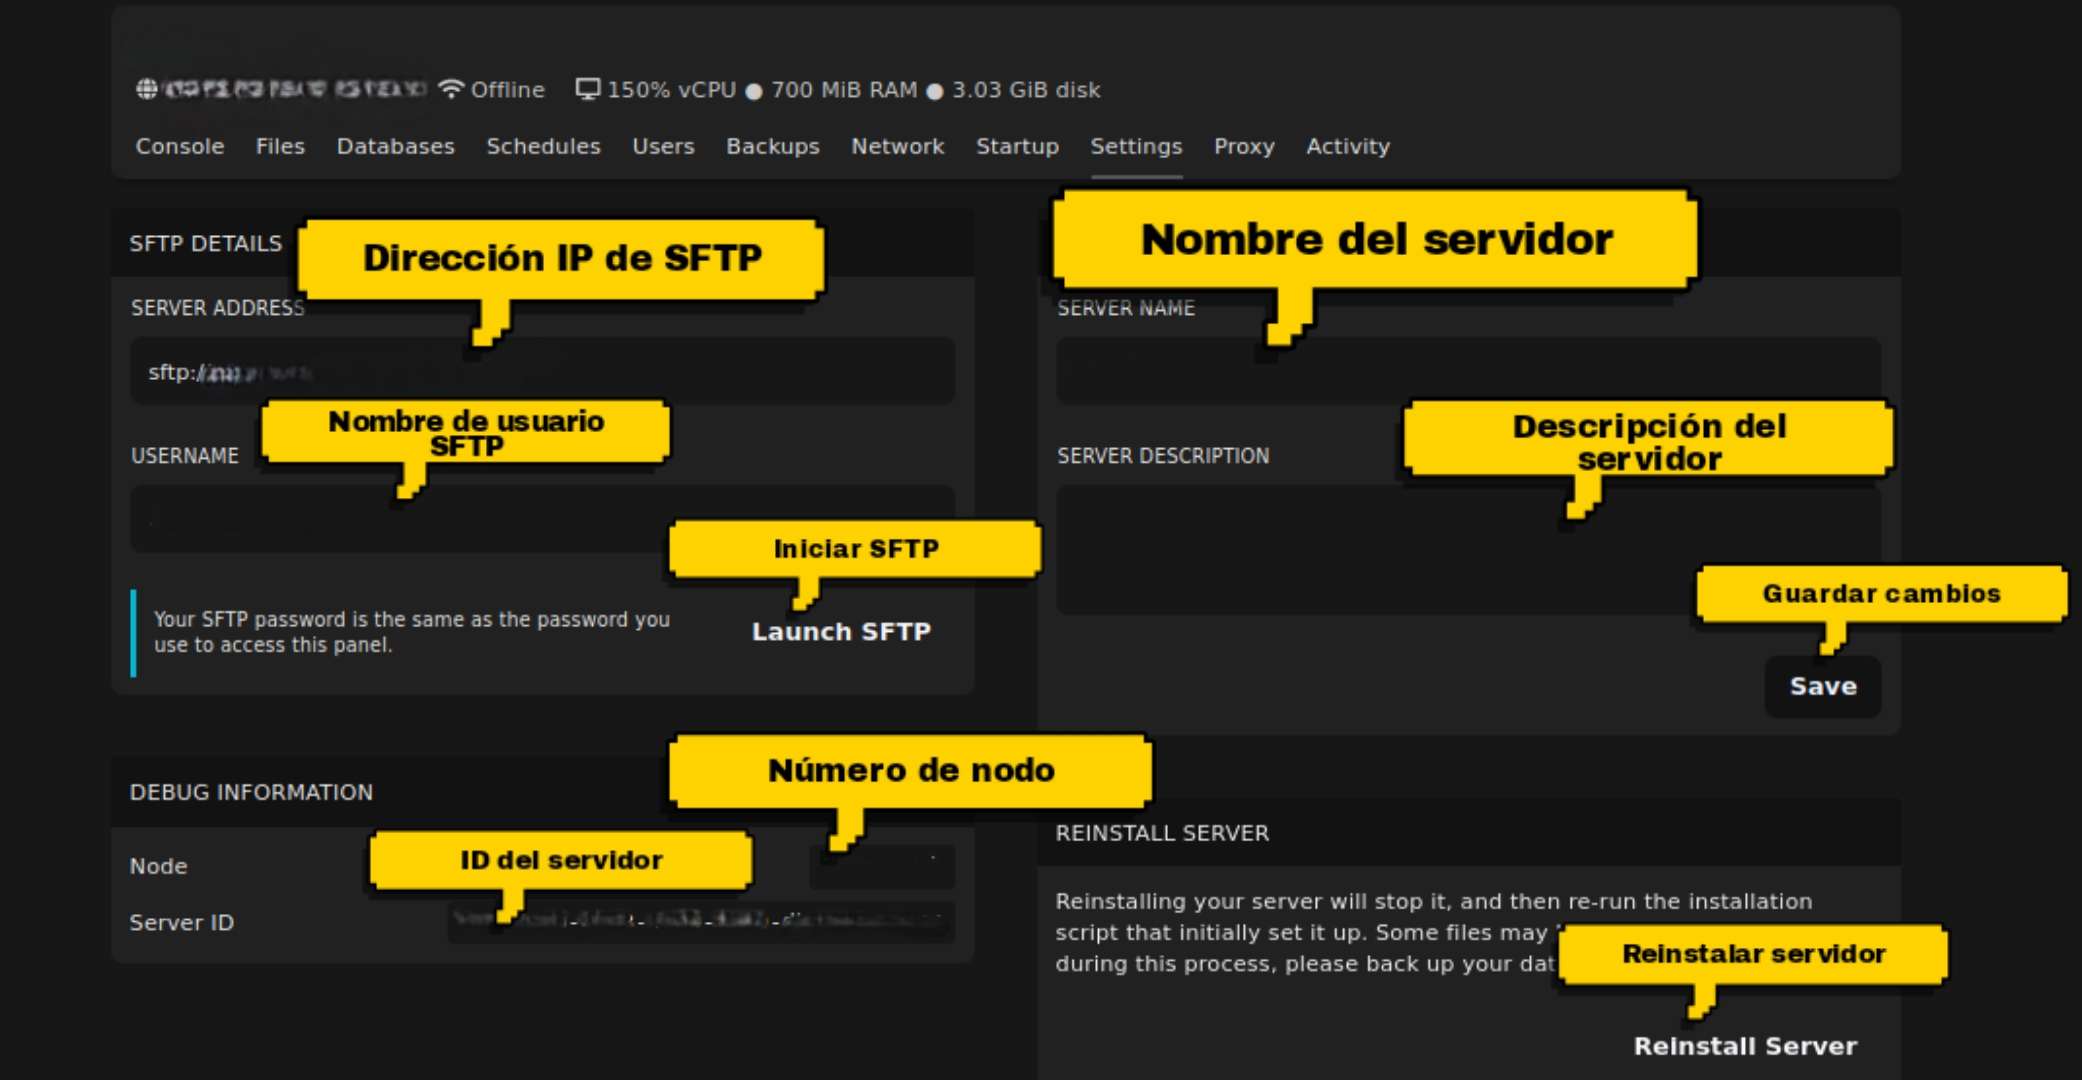 Offline 150% vCPU ● 700 MiB RAM ● 3.03 GiB disk
Console Files Databases Schedules Users Backups Network Startup Settings Proxy Activity
SFTP DETAILS
Dirección IP de SFTP
SERVER ADDRESS
sftp://
Nombre de usuario
SFTP
USERNAME
Iniciar SFTP
Your SFTP password is the same as the password you
use to access this panel.
Launch SFTP
Nombre del servidor
SERVER NAME
Descripción del
servidor
SERVER DESCRIPTION
Guardar cambios
Save
DEBUG INFORMATION
Número de nodo
Node
ID del servidor
Server ID
REINSTALL SERVER
Reinstalling your server will stop it, and then re-run the installation
script that initially set it up. Some files may
during this process, please back up your dat
Reinstalar servidor
Reinstall Server